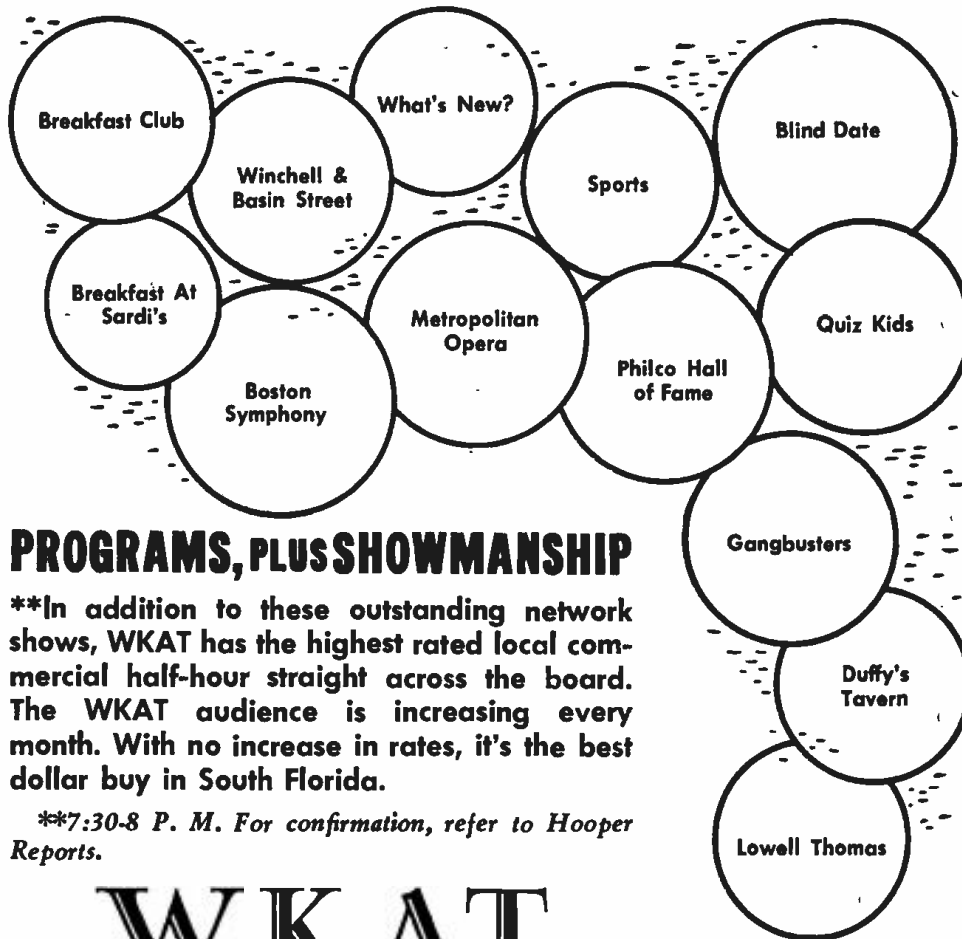 Breakfast Club
Winchell &
Basin Street
What's New?
Sports
Blind Date
Breakfast At
Sardi's
Boston
Symphony
Metropolitan
Opera
Philco Hall
of Fame
Quiz Kids
Gangbusters
Duffy's
Tavern
Lowell Thomas
PROGRAMS, PLUS SHOWMANSHIP
**In addition to these outstanding network
shows, WKAT has the highest rated local com-
mercial half-hour straight across the board.
The WKAT audience is increasing every
month. With no increase in rates, it's the best
dollar buy in South Florida.
**7:30-8 P. M. For confirmation, refer to Hooper
Reports.
WKAT